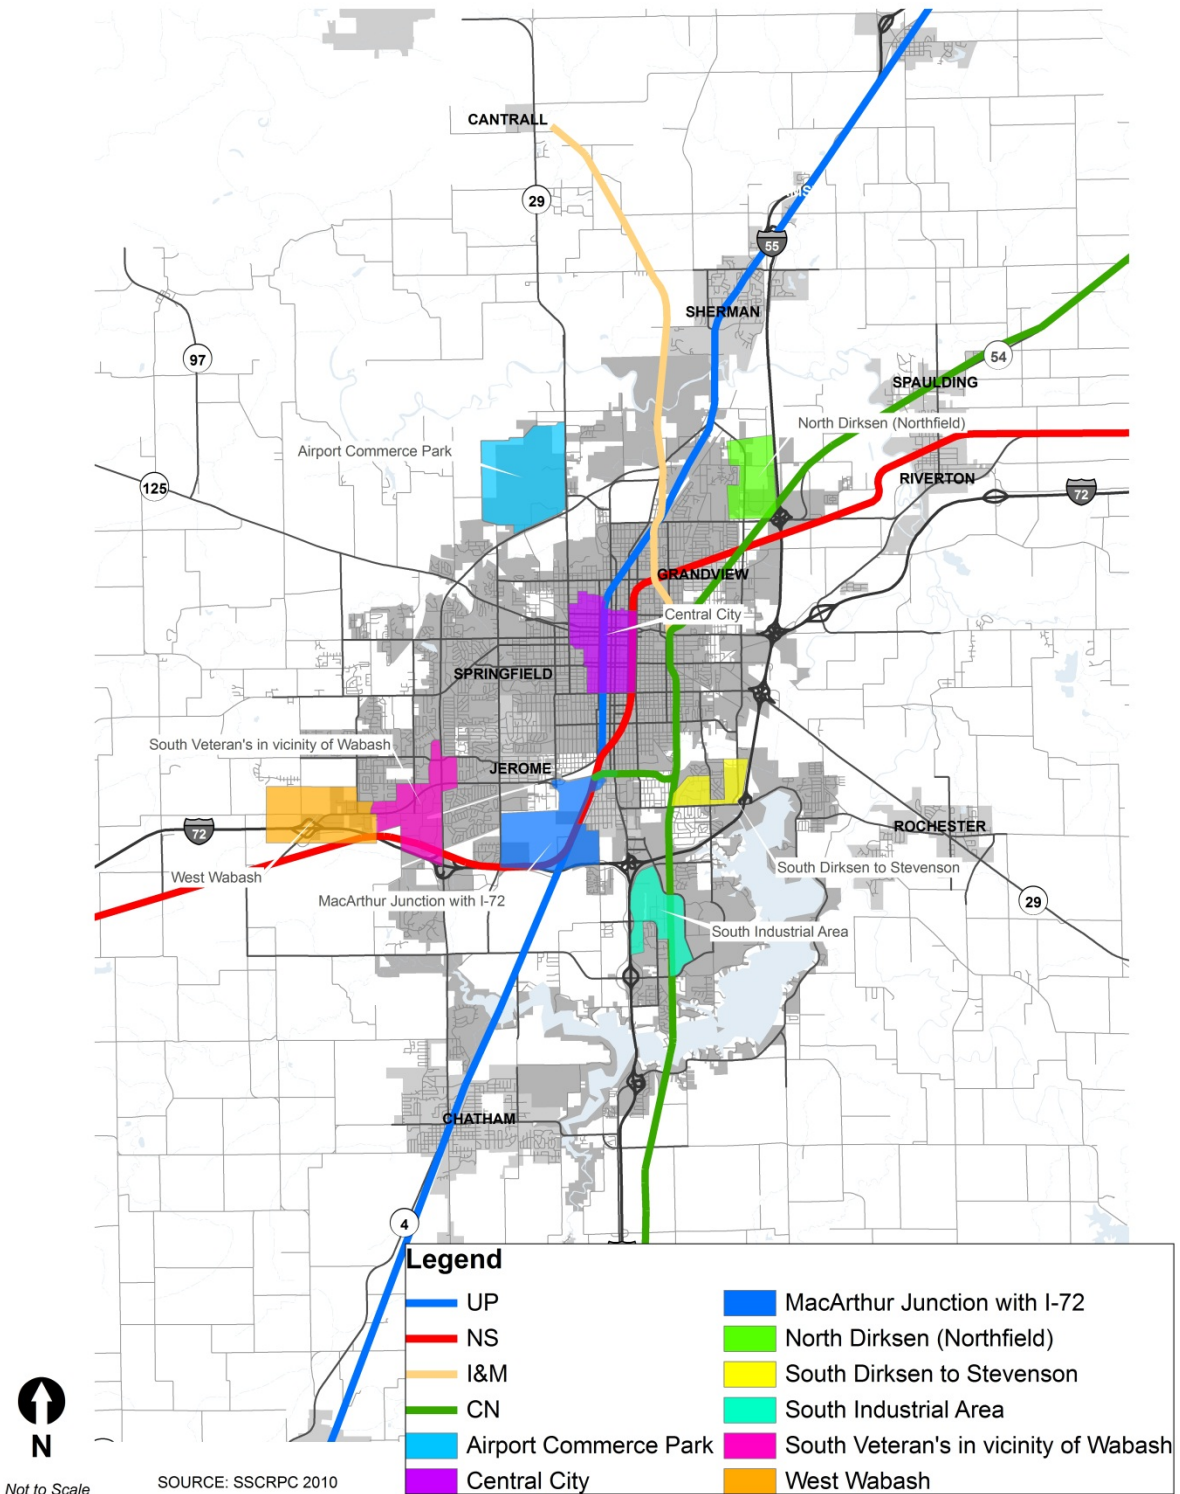 CANTRALL
29
55
SHERMAN
97
54
SPAULDING
North Dirksen (Northfield)
Airport Commerce Park
RIVERTON
125
72
GRANDVIEW
Central City
SPRINGFIELD
South Veteran's in vicinity of Wabash
JEROME
72
ROCHESTER
South Dirksen to Stevenson
West Wabash
MacArthur Junction with I-72
29
South Industrial Area
CHATHAM
4
Legend
UP
NS
I&M
CN
Airport Commerce Park
Central City
MacArthur Junction with I-72
North Dirksen (Northfield)
South Dirksen to Stevenson
South Industrial Area
South Veteran's in vicinity of Wabash
West Wabash
N
Not to Scale
SOURCE: SSCRPC 2010